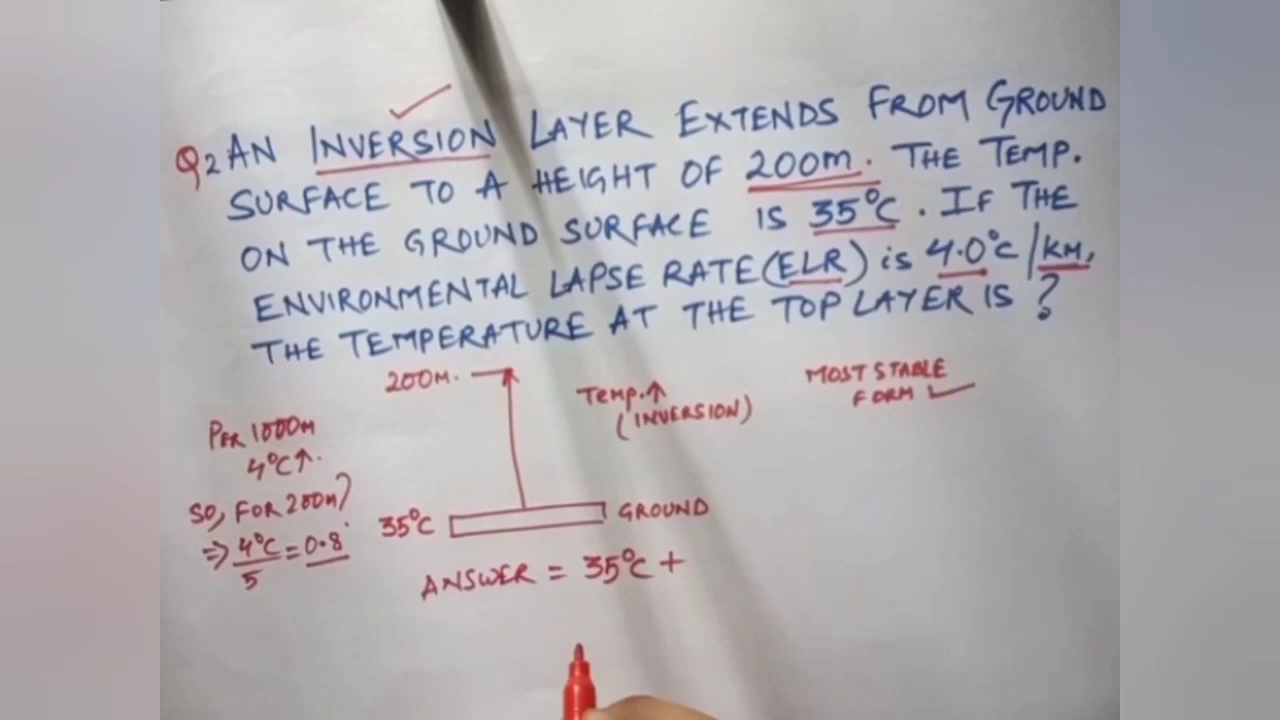 Q2 AN INVERSION LAYER EXTENDS FROM GROUND
SURFACE TO A HEIGHT OF 200m. THE TEMP.
ON THE GROUND SURFACE IS 35°C. IF THE
ENVIRONMENTAL LAPSE RATE (ELR) is 4.0°C/KM,
THE TEMPERATURE AT THE TOP LAYER IS?
200M.
TEMP.↑
(INVERSION)
MOST STABLE
FORM
PER 1000M
4°C↑.
SO, FOR 200m?
⇒ 4°C/5 = 0.8°
35°C
GROUND
ANSWER = 35°C +